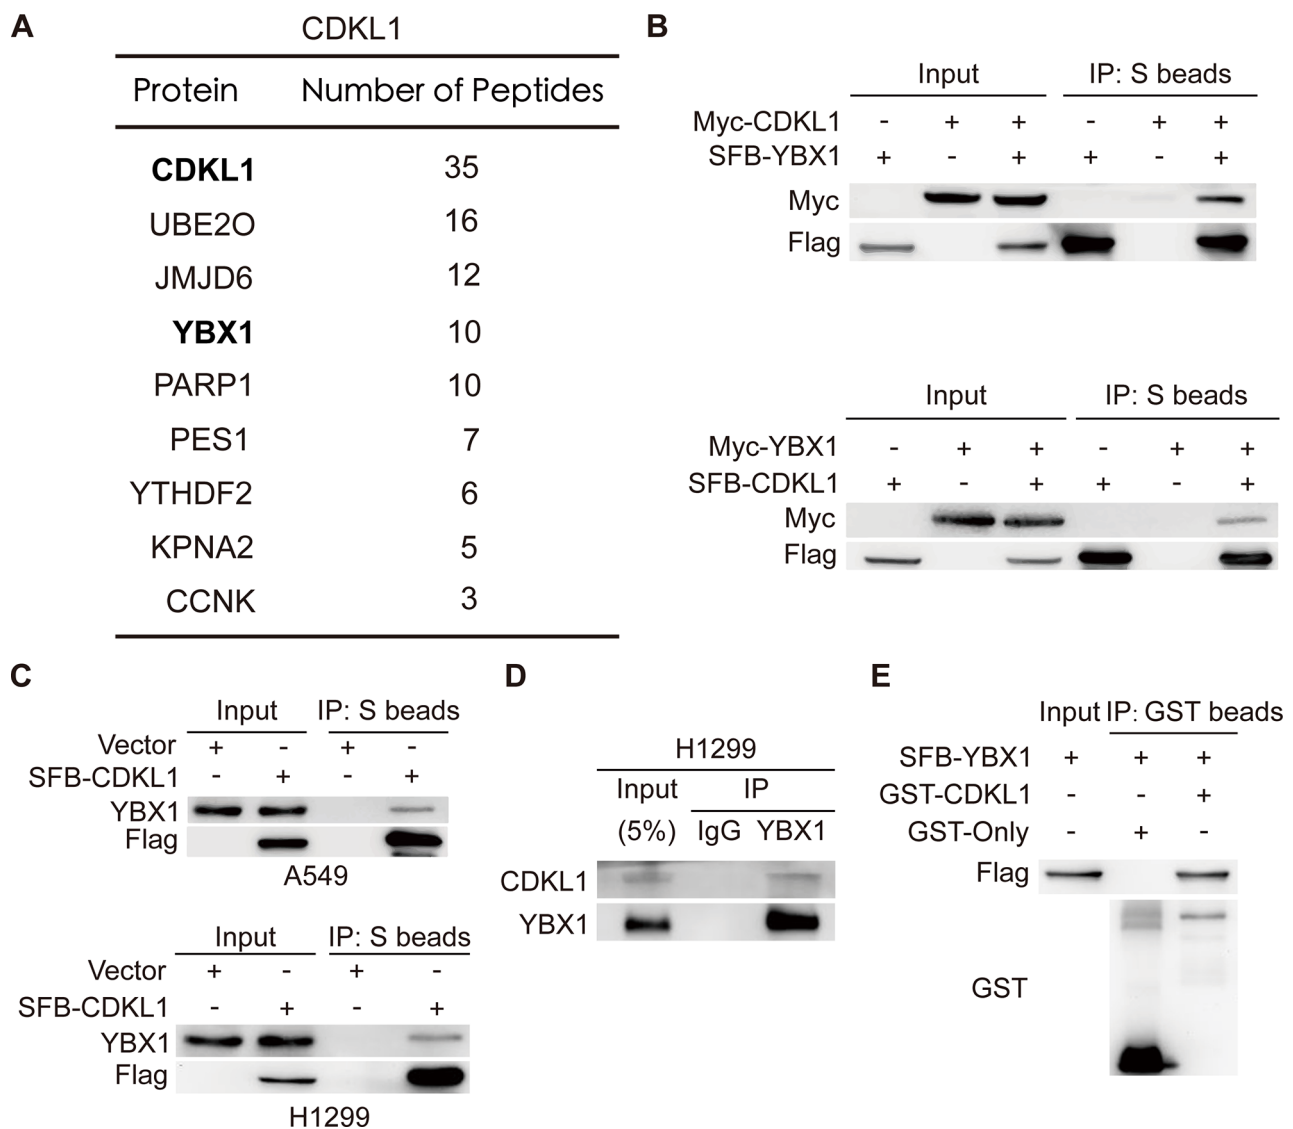 A
CDKL1
Protein Number of Peptides
CDKL1 35
UBE2O 16
JMJD6 12
YBX1 10
PARP1 10
PES1 7
YTHDF2 6
KPNA2 5
CCNK 3
B
Input IP: S beads
Myc-CDKL1 - + + - + +
SFB-YBX1 + - + + - +
Myc
Flag
Input IP: S beads
Myc-YBX1 - + + - + +
SFB-CDKL1 + - + + - +
Myc
Flag
C
Input IP: S beads
Vector + - + -
SFB-CDKL1 - + - +
YBX1
Flag
A549
Input IP: S beads
Vector + - + -
SFB-CDKL1 - + - +
YBX1
Flag
H1299
D
H1299
Input IP
(5%) IgG YBX1
CDKL1
YBX1
E
Input IP: GST beads
SFB-YBX1 + + +
GST-CDKL1 - - +
GST-Only - + -
Flag
GST